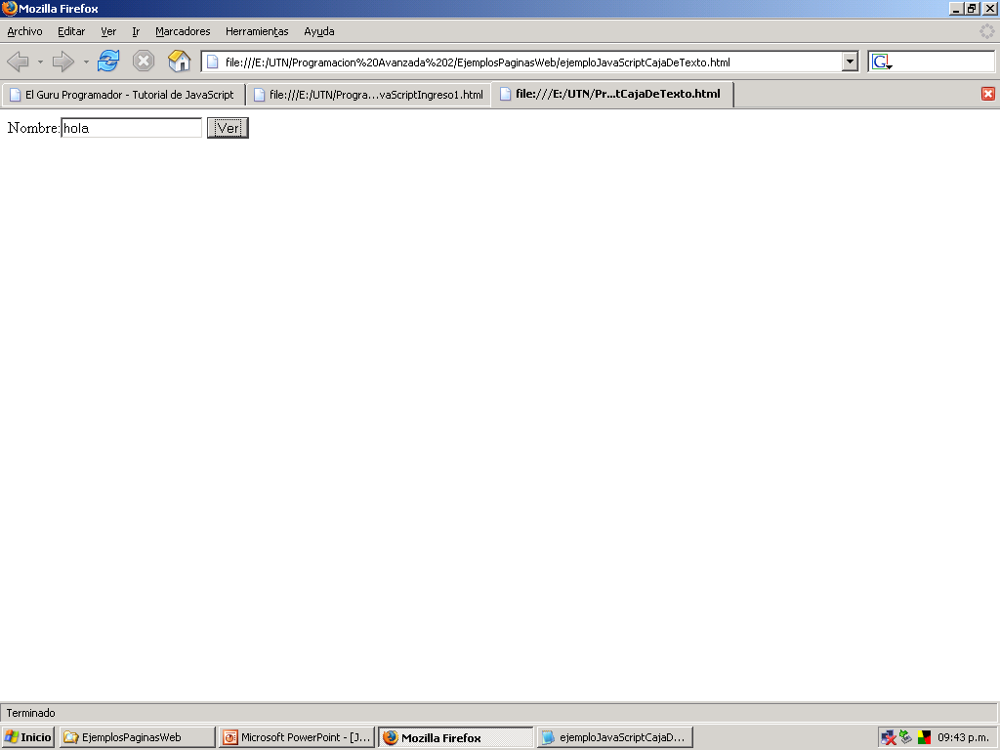 Mozilla Firefox
Archivo Editar Ver Ir Marcadores Herramientas Ayuda
file:///E:/UTN/Programacion%20Avanzada%202/EjemplosPaginasWeb/ejemploJavaScriptCajaDeTexto.html G
El Guru Programador - Tutorial de JavaScript file:///E:/UTN/Progra...vaScriptIngreso1.html file:///E:/UTN/Pr...tCajaDeTexto.html
Nombre: hola Ver
Terminado
Inicio EjemplosPaginasWeb Microsoft PowerPoint - [J... Mozilla Firefox ejemploJavaScriptCajaD... 09:43 p.m.